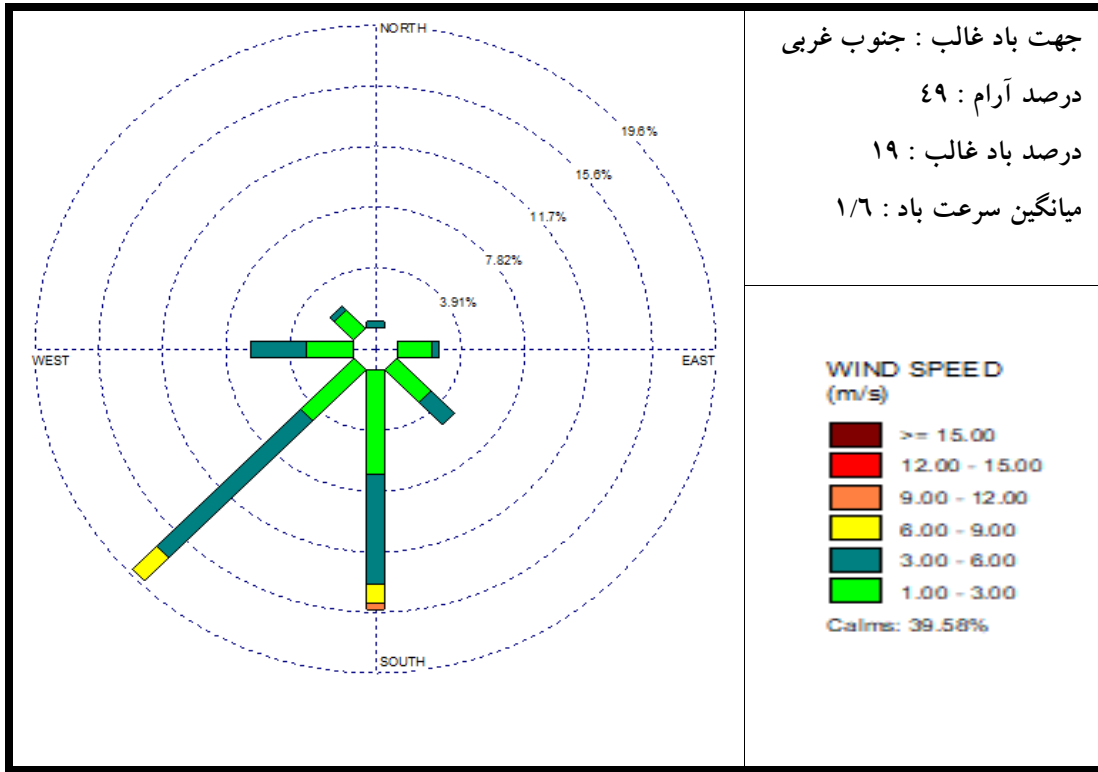 NORTH
19.6%
15.6%
11.7%
7.82%
3.91%
WEST
EAST
SOUTH
جهت باد غالب : جنوب غربی
درصد آرام : ٤٩
درصد باد غالب : ١٩
میانگین سرعت باد : ١/٦
WIND SPEED
(m/s)
>= 15.00
12.00 - 15.00
9.00 - 12.00
6.00 - 9.00
3.00 - 6.00
1.00 - 3.00
Calms: 39.58%